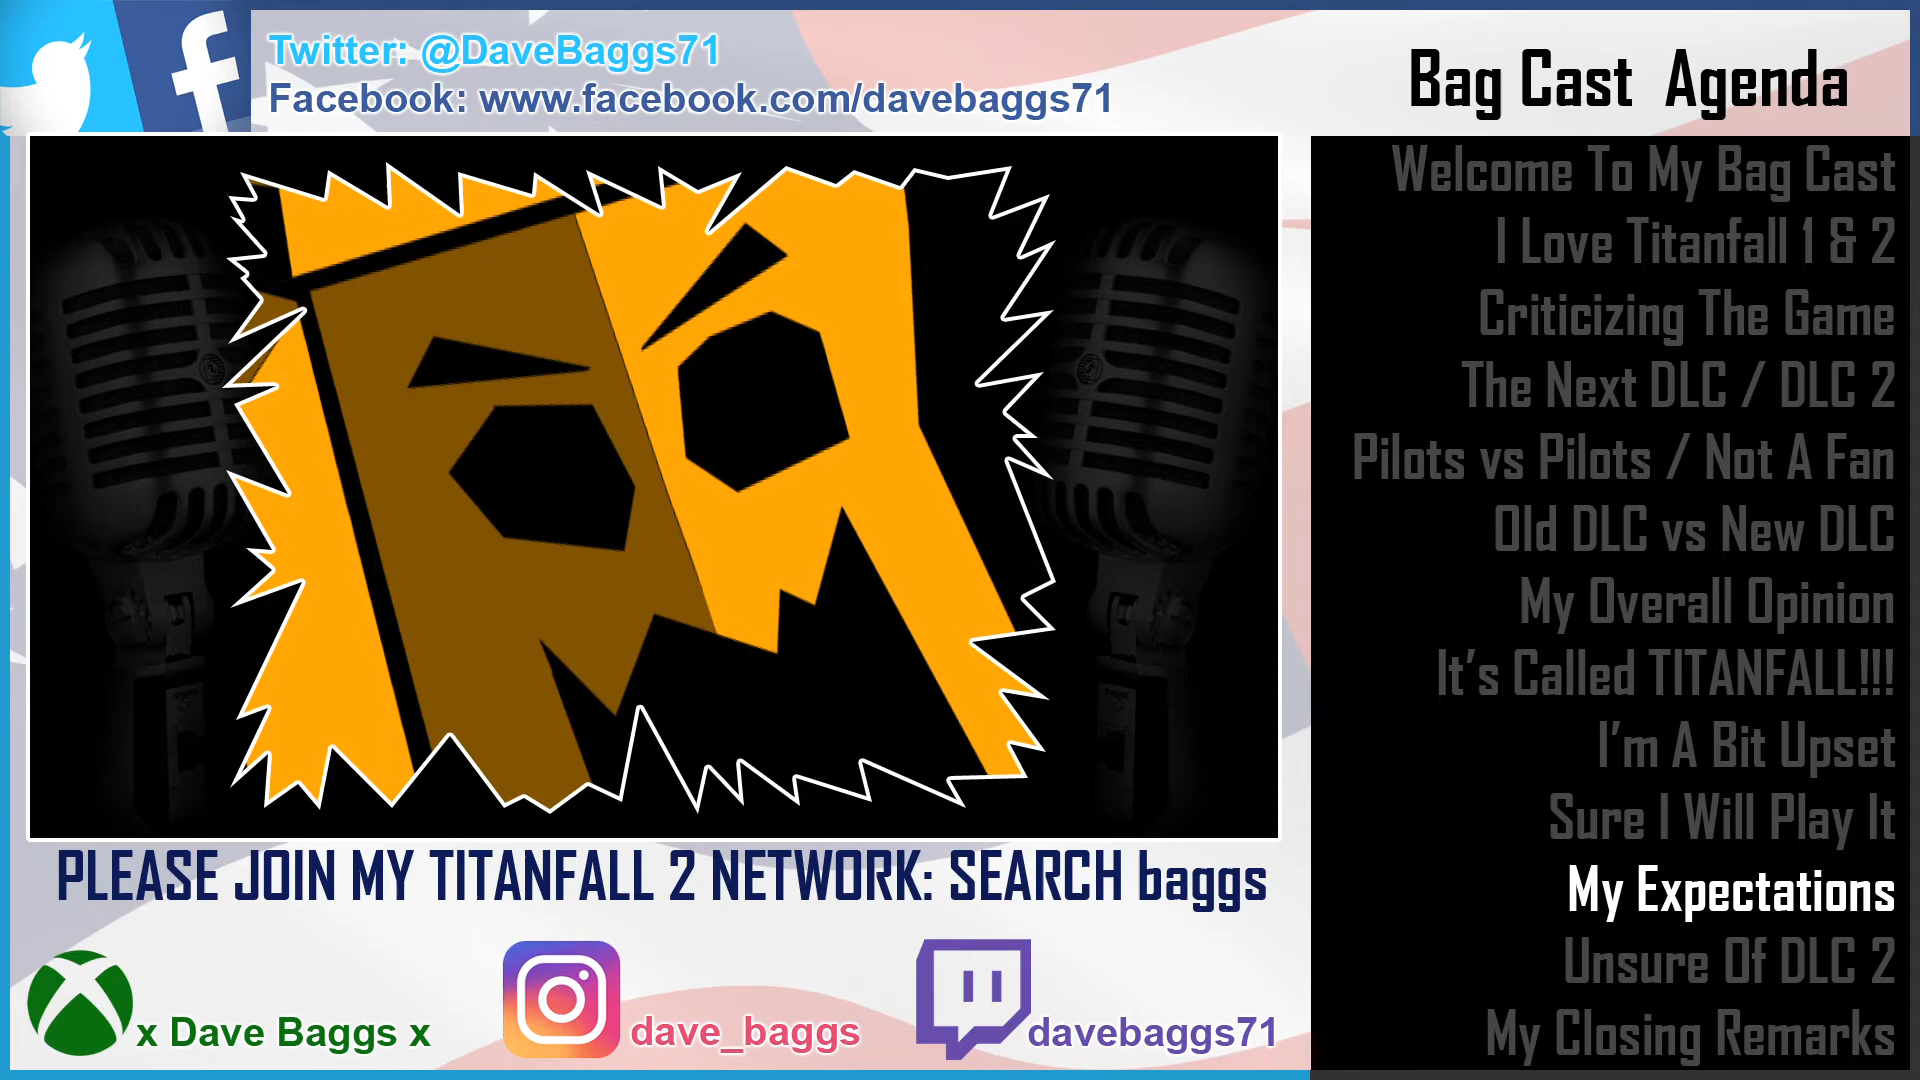 Twitter: @DaveBaggs71
Facebook: www.facebook.com/davebaggs71
Bag Cast Agenda
Welcome To My Bag Cast
I Love Titanfall 1 & 2
Criticizing The Game
The Next DLC / DLC 2
Pilots vs Pilots / Not A Fan
Old DLC vs New DLC
My Overall Opinion
It's Called TITANFALL!!!
I'm A Bit Upset
Sure I Will Play It
My Expectations
Unsure Of DLC 2
My Closing Remarks
PLEASE JOIN MY TITANFALL 2 NETWORK: SEARCH baggs
x Dave Baggs x
dave_baggs
davebaggs71